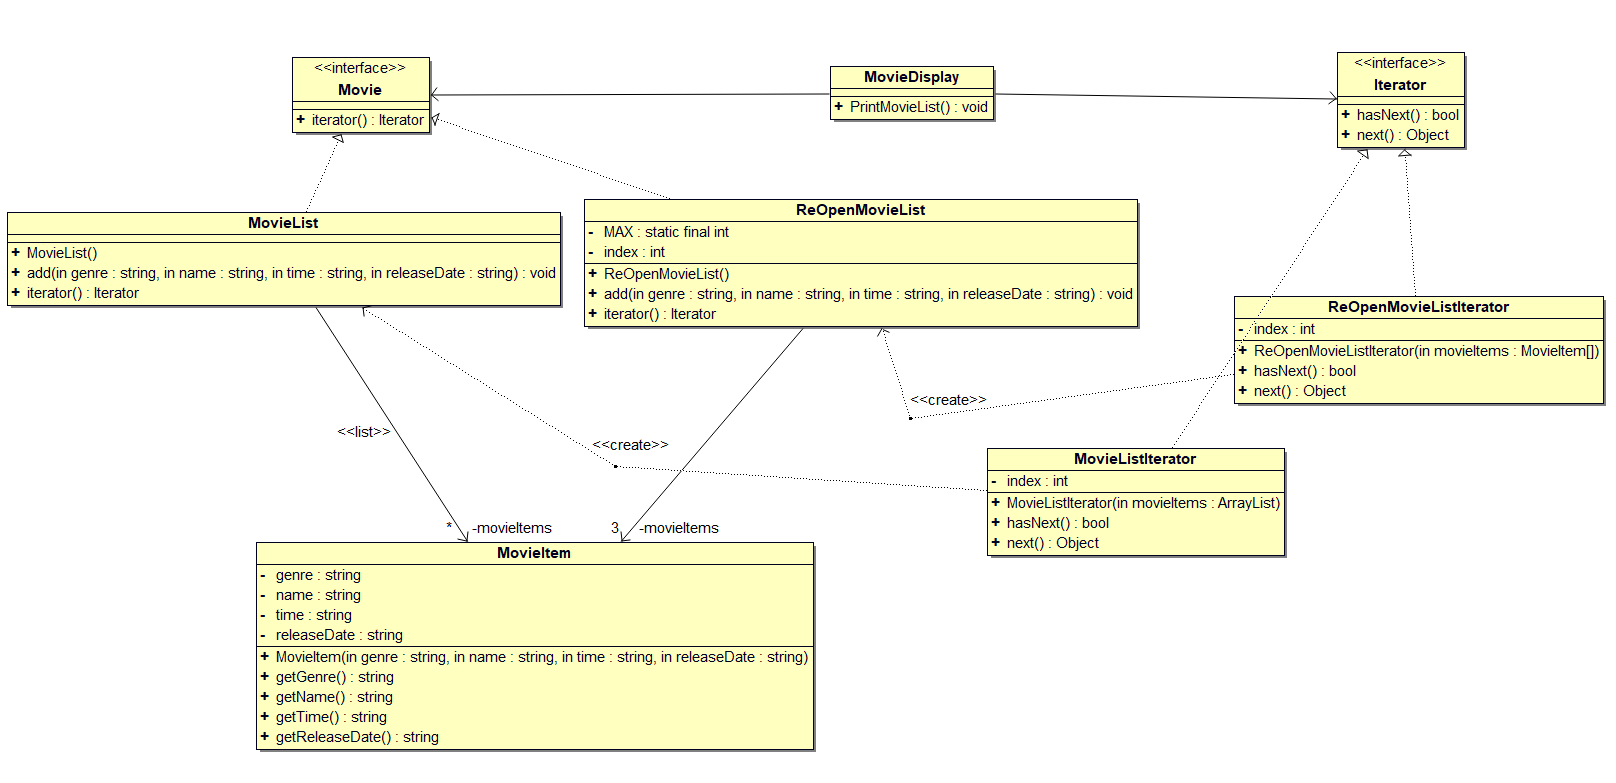 <<interface>>
Movie
+ iterator() : Iterator
MovieDisplay
+ PrintMovieList() : void
<<interface>>
Iterator
+ hasNext() : bool
+ next() : Object
MovieList
+ MovieList()
+ add(in genre : string, in name : string, in time : string, in releaseDate : string) : void
+ iterator() : Iterator
ReOpenMovieList
- MAX : static final int
- index : int
+ ReOpenMovieList()
+ add(in genre : string, in name : string, in time : string, in releaseDate : string) : void
+ iterator() : Iterator
ReOpenMovieListIterator
- index : int
+ ReOpenMovieListIterator(in movieItems : MovieItem[])
+ hasNext() : bool
+ next() : Object
<<create>>
<<list>>
<<create>>
MovieListIterator
- index : int
+ MovieListIterator(in movieItems : ArrayList)
+ hasNext() : bool
+ next() : Object
* -movieItems
3 -movieItems
MovieItem
- genre : string
- name : string
- time : string
- releaseDate : string
+ MovieItem(in genre : string, in name : string, in time : string, in releaseDate : string)
+ getGenre() : string
+ getName() : string
+ getTime() : string
+ getReleaseDate() : string